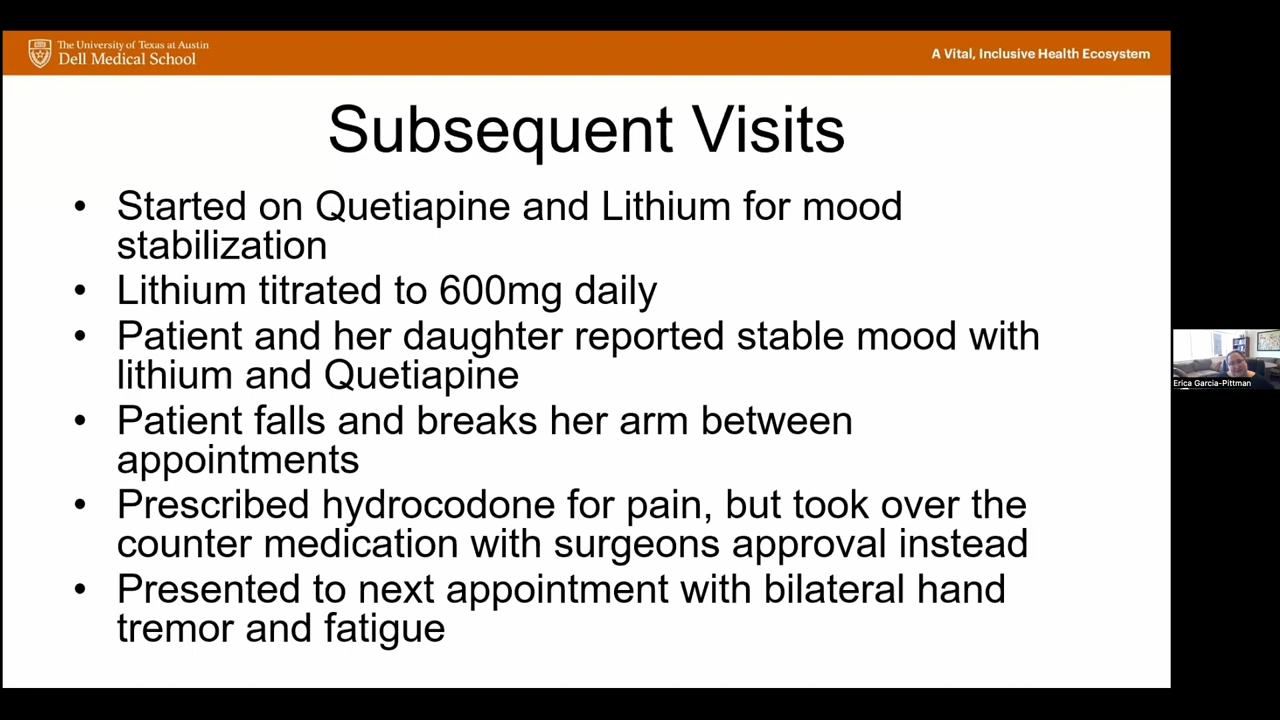 The University of Texas at Austin
Dell Medical School
A Vital, Inclusive Health Ecosystem
Subsequent Visits
• Started on Quetiapine and Lithium for mood
stabilization
• Lithium titrated to 600mg daily
• Patient and her daughter reported stable mood with
lithium and Quetiapine
• Patient falls and breaks her arm between
appointments
• Prescribed hydrocodone for pain, but took over the
counter medication with surgeons approval instead
• Presented to next appointment with bilateral hand
tremor and fatigue
Erica Garcia-Pittman